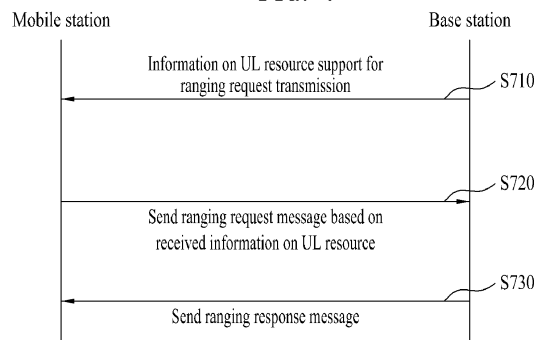 Mobile station
Base station
Information on UL resource support for
ranging request transmission
S710
S720
Send ranging request message based on
received information on UL resource
S730
Send ranging response message